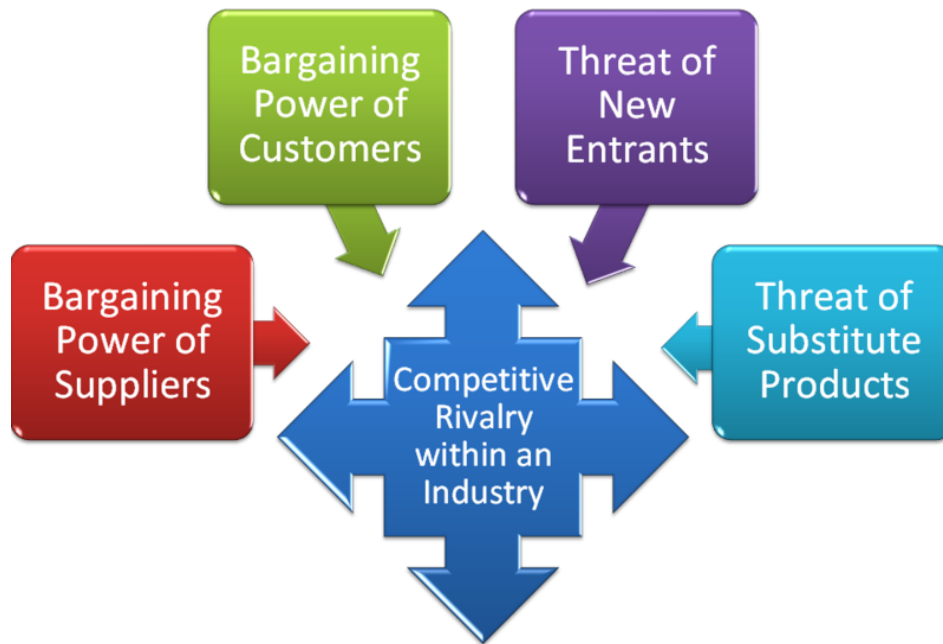 Bargaining
Power of
Customers
Threat of
New
Entrants
Bargaining
Power of
Suppliers
Threat of
Substitute
Products
Competitive
Rivalry
within an
Industry